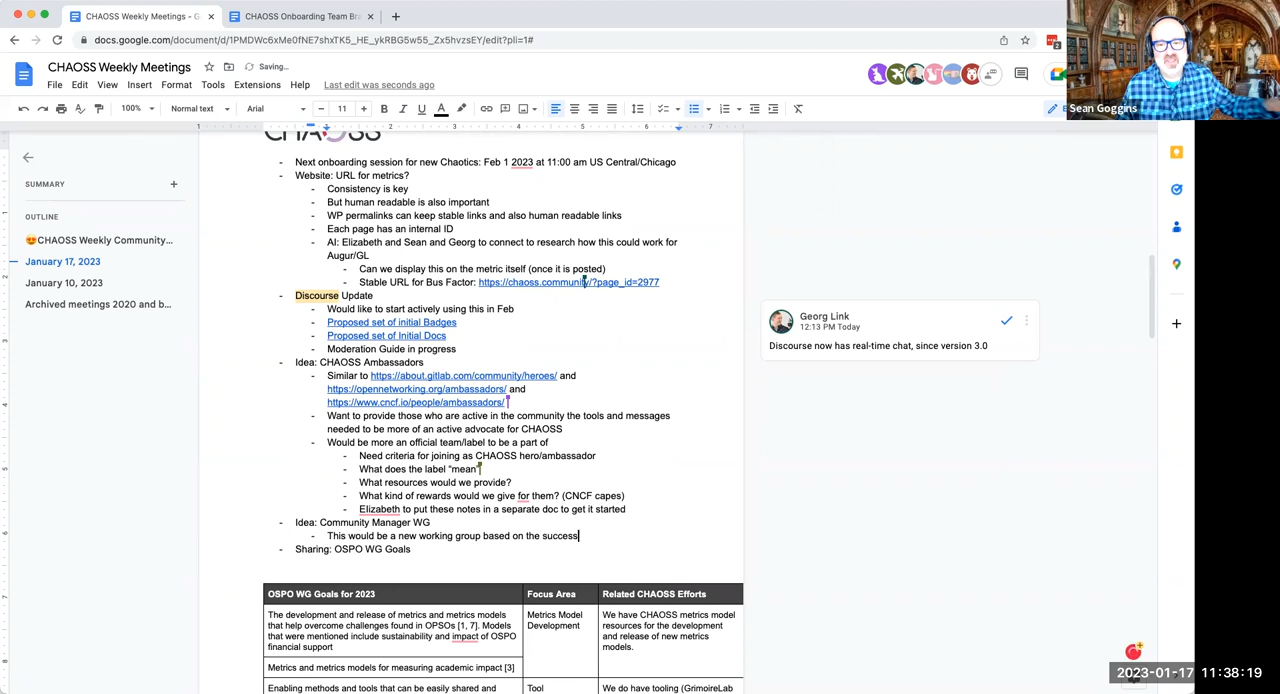 CHAOSS Weekly Meetings - G
CHAOSS Onboarding Team Bra
docs.google.com/document/d/1PMDWc6xMe0fNE7shxTK5_HE_ykRBG5w55_Zx5hvzsEY/edit?pli=1#
CHAOSS Weekly Meetings
Saving...
File Edit View Insert Format Tools Extensions Help Last edit was seconds ago
100% Normal text Arial 11
Sean Goggins
SUMMARY
OUTLINE
😍CHAOSS Weekly Community...
January 17, 2023
January 10, 2023
Archived meetings 2020 and b...
CHAOSS
- Next onboarding session for new Chaotics: Feb 1 2023 at 11:00 am US Central/Chicago
- Website: URL for metrics?
- Consistency is key
- But human readable is also important
- WP permalinks can keep stable links and also human readable links
- Each page has an internal ID
- AI: Elizabeth and Sean and Georg to connect to research how this could work for
Augur/GL
- Can we display this on the metric itself (once it is posted)
- Stable URL for Bus Factor: https://chaoss.community/?page_id=2977
- Discourse Update
- Would like to start actively using this in Feb
- Proposed set of initial Badges
- Proposed set of Initial Docs
- Moderation Guide in progress
- Idea: CHAOSS Ambassadors
- Similar to https://about.gitlab.com/community/heroes/ and
https://opennetworking.org/ambassadors/ and
https://www.cncf.io/people/ambassadors/
- Want to provide those who are active in the community the tools and messages
needed to be more of an active advocate for CHAOSS
- Would be more an official team/label to be a part of
- Need criteria for joining as CHAOSS hero/ambassador
- What does the label “mean”
- What resources would we provide?
- What kind of rewards would we give for them? (CNCF capes)
- Elizabeth to put these notes in a separate doc to get it started
- Idea: Community Manager WG
- This would be a new working group based on the success
- Sharing: OSPO WG Goals
OSPO WG Goals for 2023
Focus Area
Related CHAOSS Efforts
The development and release of metrics and metrics models
that help overcome challenges found in OPSOs [1, 7]. Models
that were mentioned include sustainability and impact of OSPO
financial support
Metrics Model
Development
We have CHAOSS metrics model
resources for the development
and release of new metrics
models.
Metrics and metrics models for measuring academic impact [3]
Enabling methods and tools that can be easily shared and
Tool
We do have tooling (GrimoireLab
Georg Link
12:13 PM Today
Discourse now has real-time chat, since version 3.0
2023-01-17 11:38:19